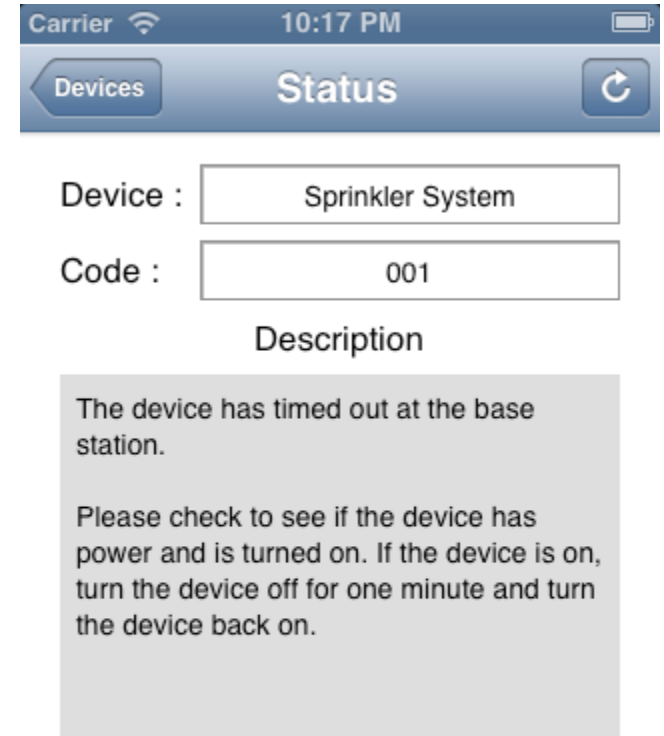 Carrier 10:17 PM
Devices Status
Device : Sprinkler System
Code : 001
Description
The device has timed out at the base
station.
Please check to see if the device has
power and is turned on. If the device is on,
turn the device off for one minute and turn
the device back on.